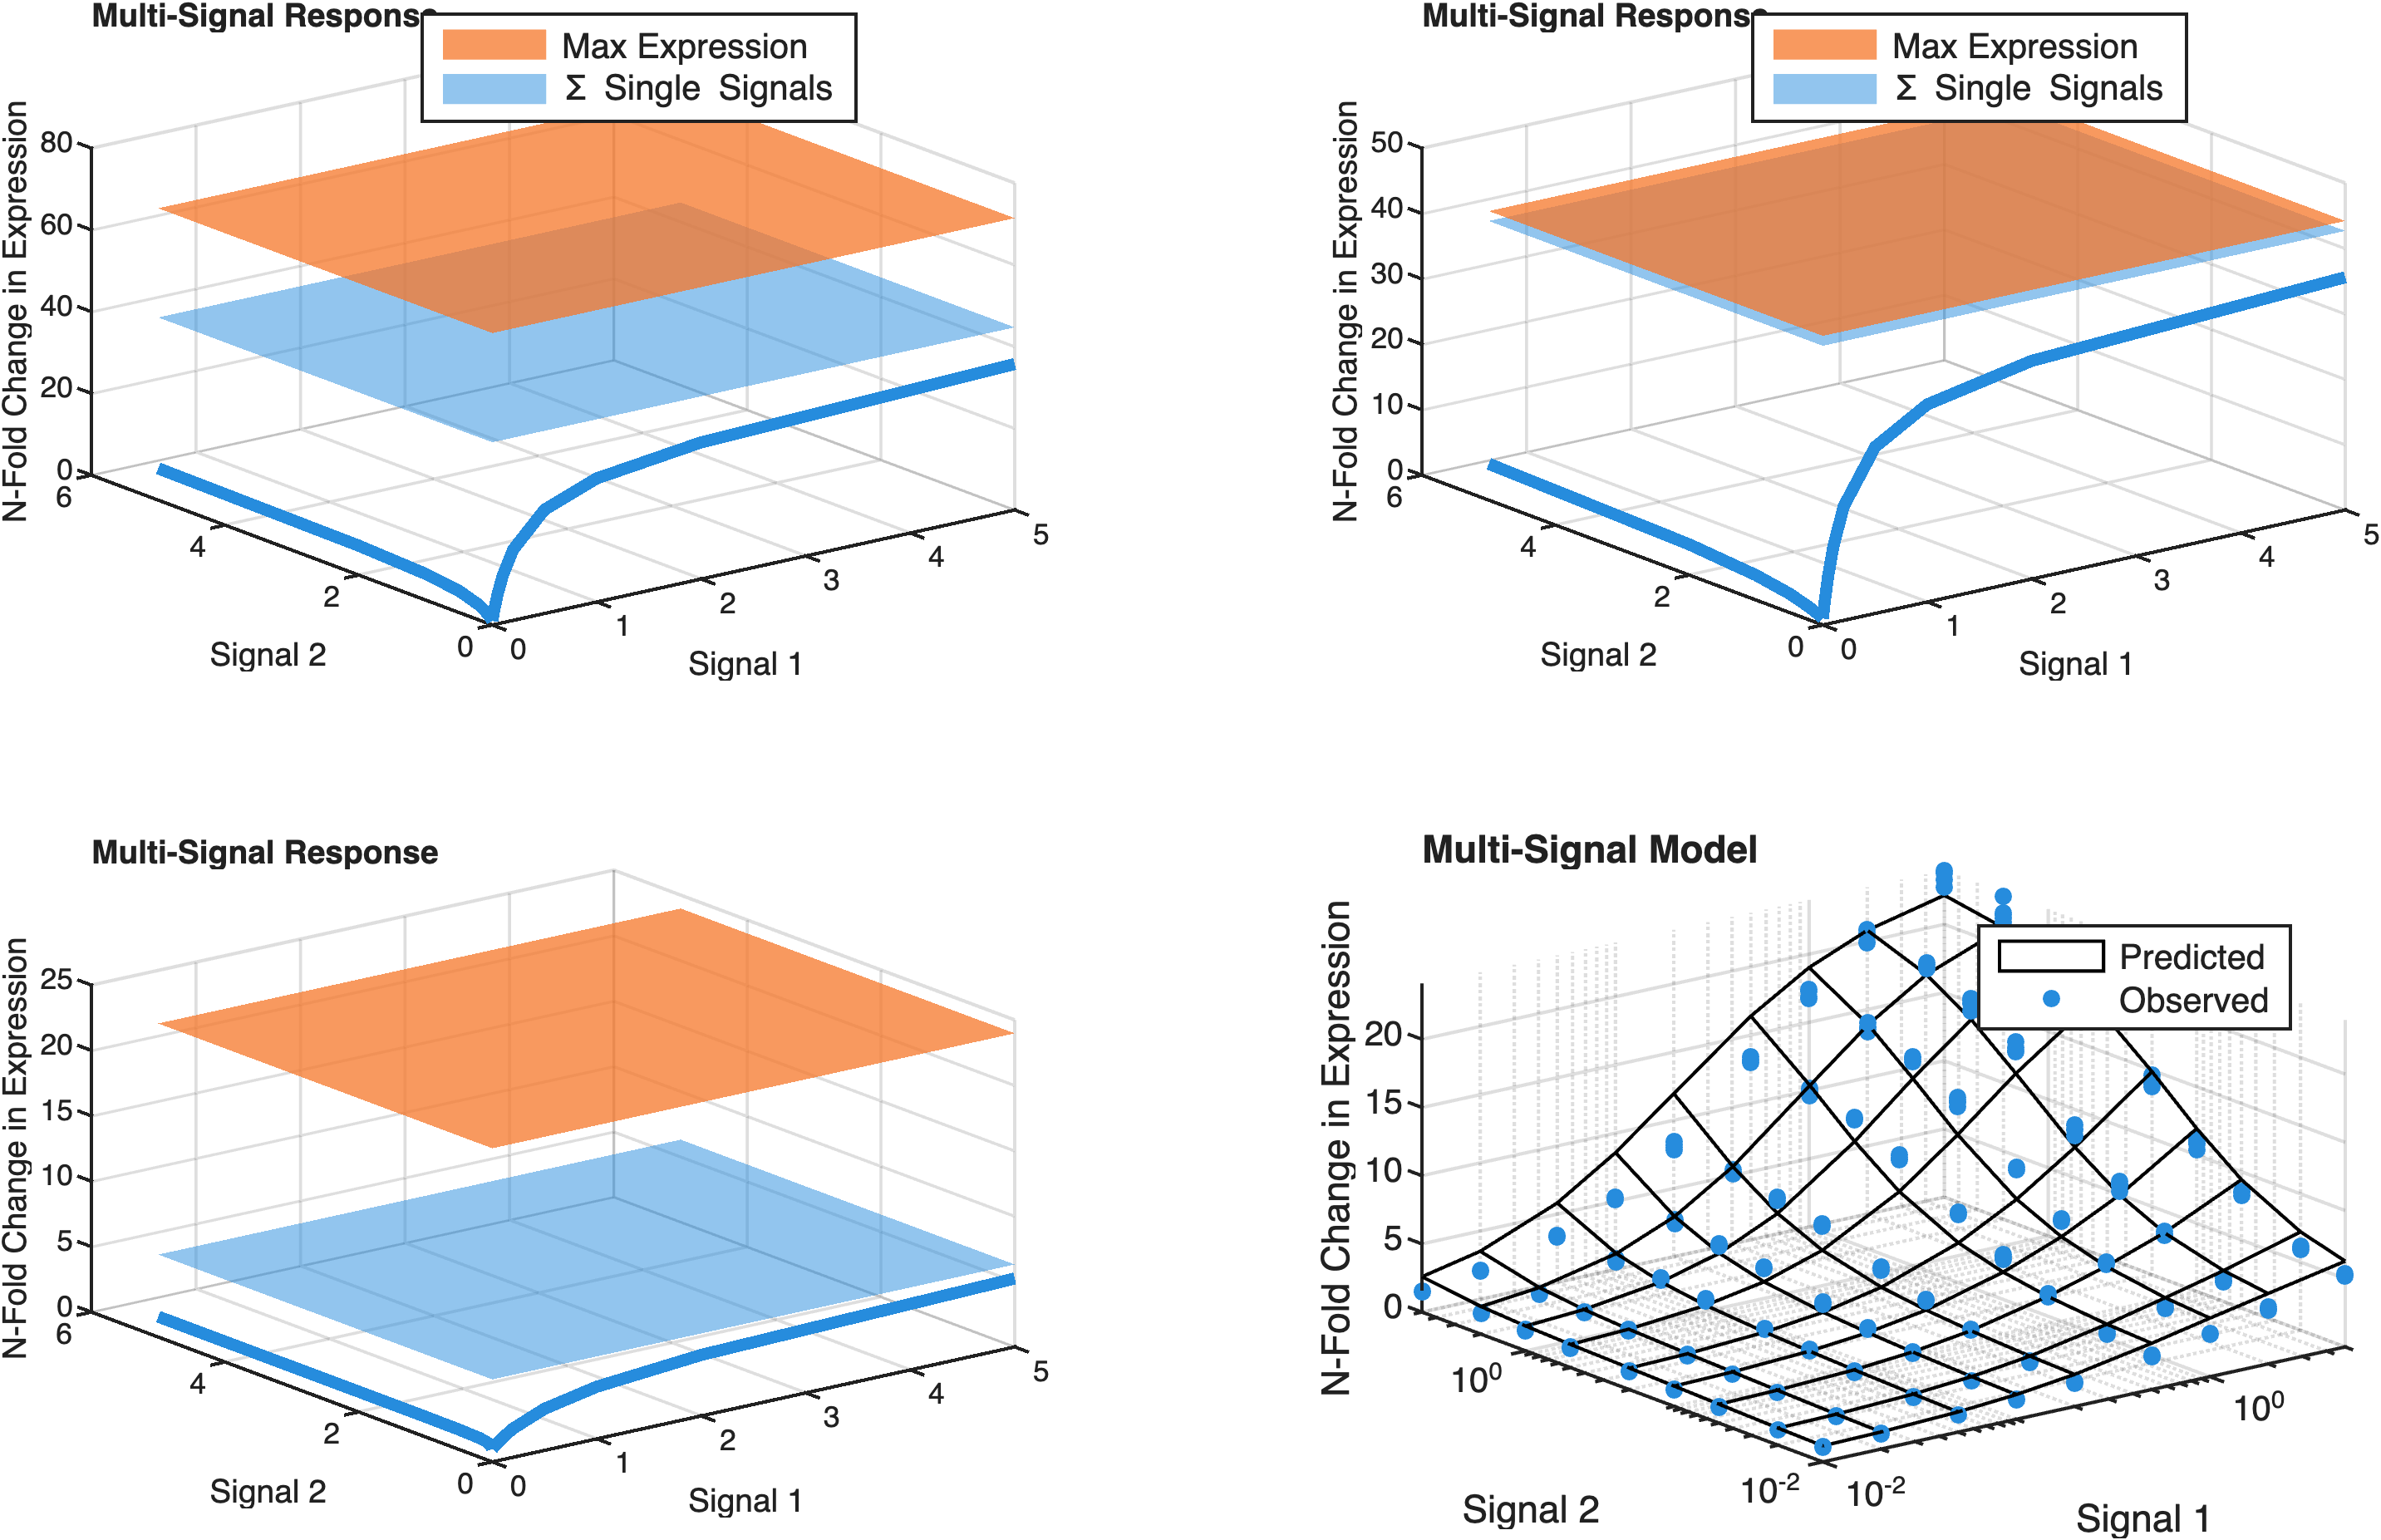 Multi-Signal Response
Max Expression
Σ Single Signals
N-Fold Change in Expression
80
60
40
20
0
6
4
2
0
Signal 2
0
1
2
3
4
5
Signal 1
Multi-Signal Response
Max Expression
Σ Single Signals
N-Fold Change in Expression
50
40
30
20
10
0
6
4
2
0
Signal 2
0
1
2
3
4
5
Signal 1
Multi-Signal Response
N-Fold Change in Expression
25
20
15
10
5
0
6
4
2
0
Signal 2
0
1
2
3
4
5
Signal 1
Multi-Signal Model
Predicted
Observed
N-Fold Change in Expression
20
15
10
5
0
10^0
10^-2
Signal 2
10^-2
10^0
Signal 1